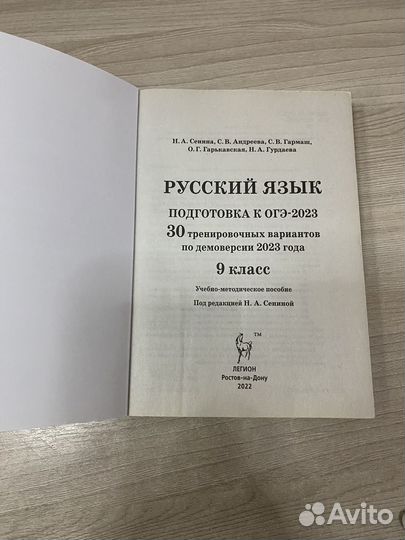 Н. А. Сенина, С. В. Андреева, С. В. Гармаш,
О. Г. Гарькавская, Н. А. Гурдаева
РУССКИЙ ЯЗЫК
ПОДГОТОВКА К ОГЭ-2023
30 тренировочных вариантов
по демоверсии 2023 года
9 класс
Учебно-методическое пособие
Под редакцией Н. А. Сениной
TM
ЛЕГИОН
Ростов-на-Дону
2022
Avito